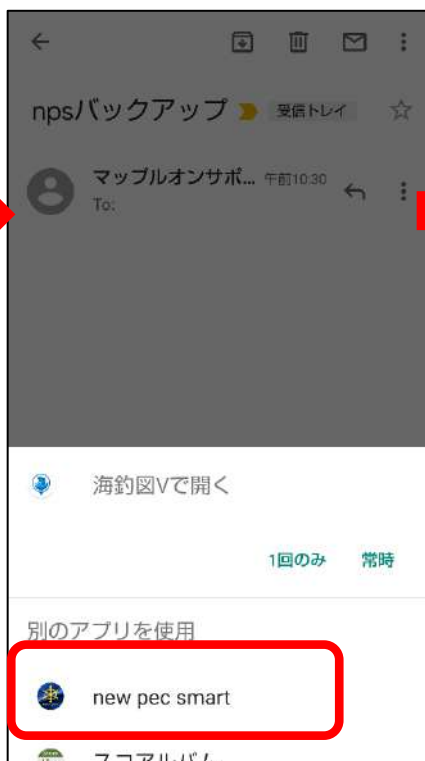 npsバックアップ 受信トレイ
マップルオンサポ... 午前10:30
To:
海釣図Vで開く
1回のみ 常時
別のアプリを使用
new pec smart